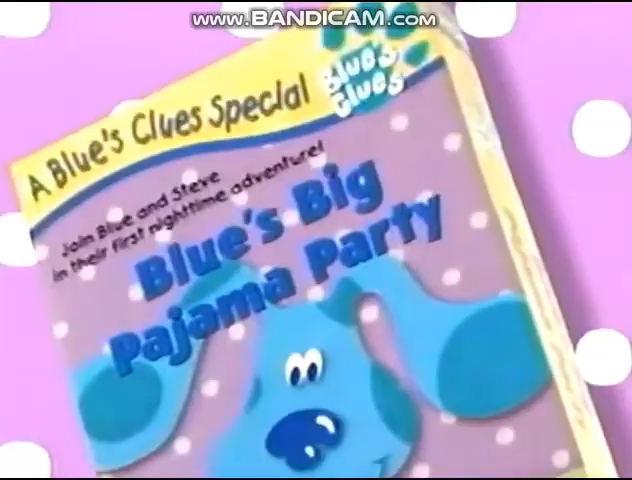 www.BANDICAM.com
Blue's
Clues
A Blue's Clues Special
Join Blue and Steve
in their first nighttime adventure!
Blue's Big
Pajama Party